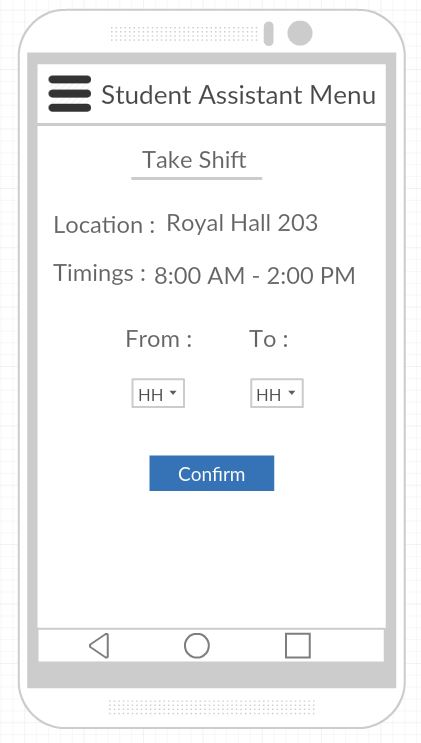 Student Assistant Menu
Take Shift
Location : Royal Hall 203
Timings : 8:00 AM - 2:00 PM
From : To :
HH HH
Confirm